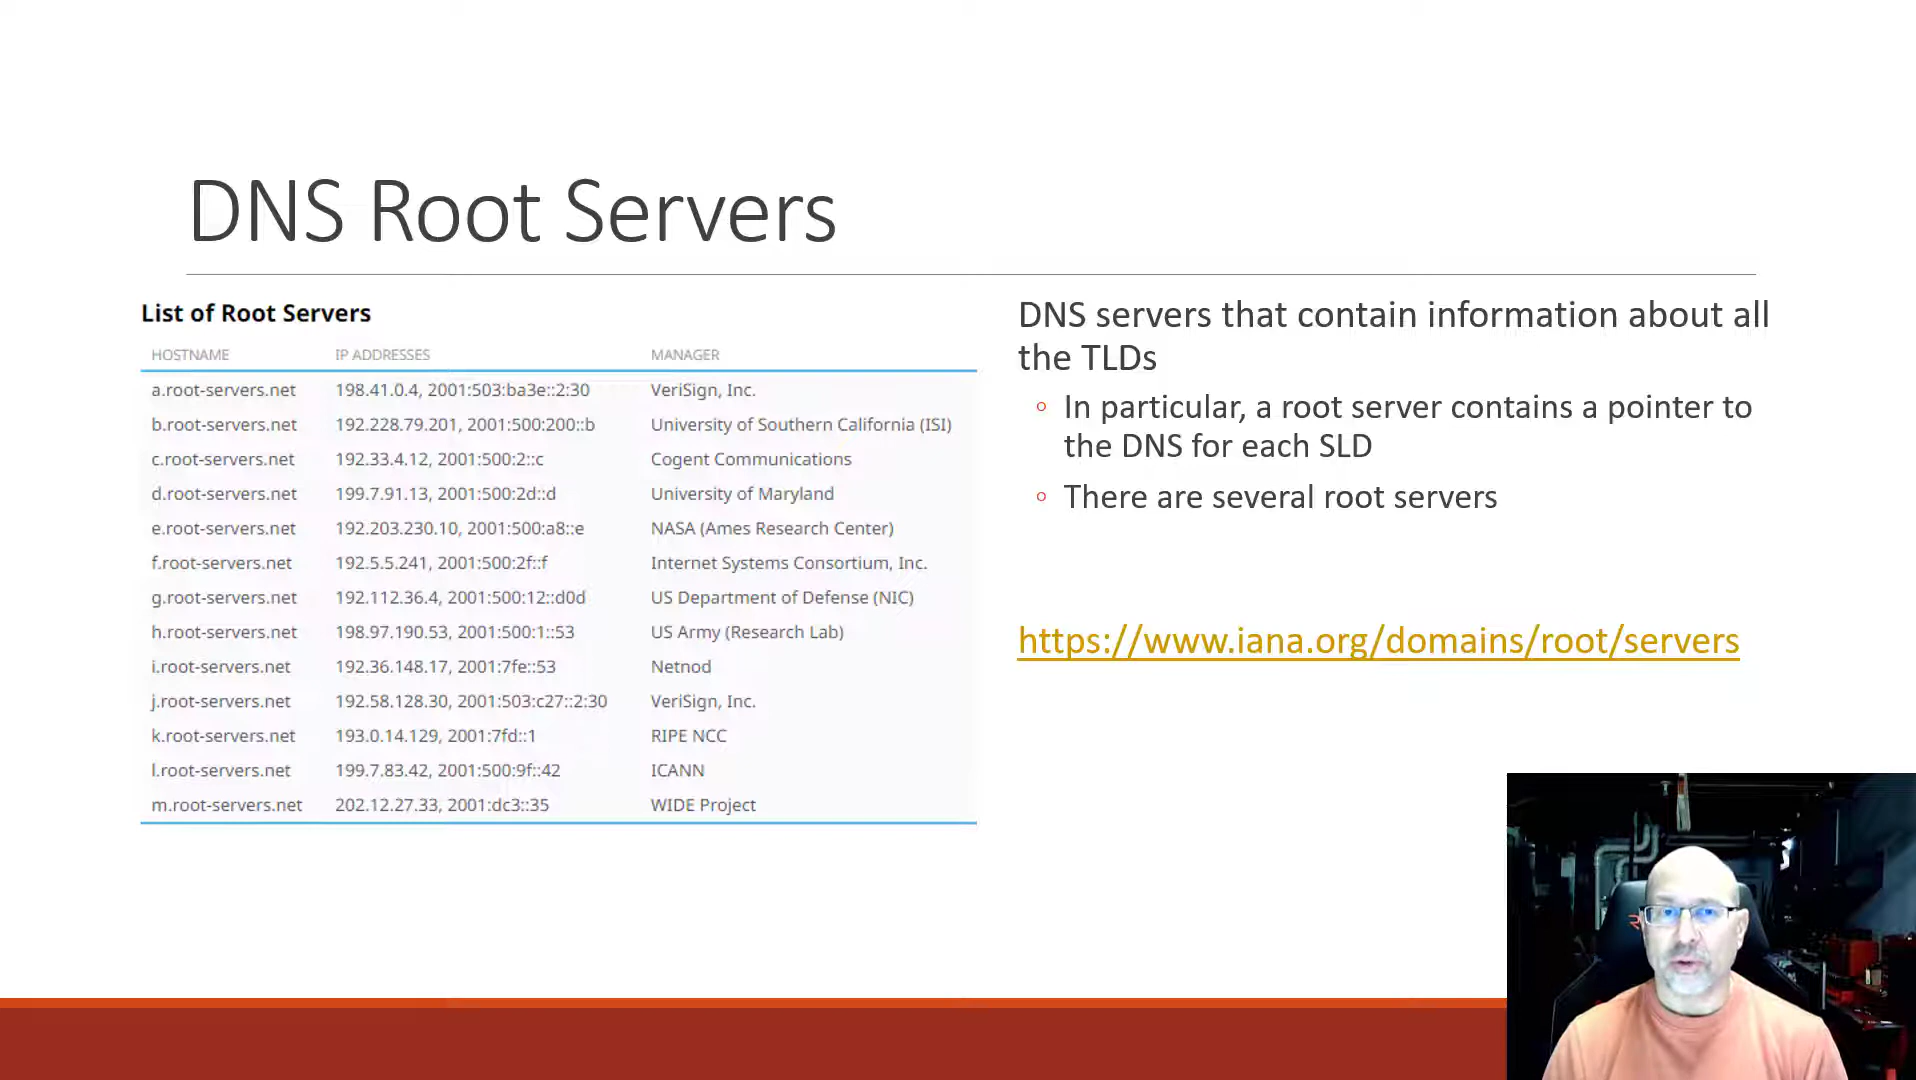 DNS Root Servers
List of Root Servers
HOSTNAME IP ADDRESSES MANAGER
a.root-servers.net 198.41.0.4, 2001:503:ba3e::2:30 VeriSign, Inc.
b.root-servers.net 192.228.79.201, 2001:500:200::b University of Southern California (ISI)
c.root-servers.net 192.33.4.12, 2001:500:2::c Cogent Communications
d.root-servers.net 199.7.91.13, 2001:500:2d::d University of Maryland
e.root-servers.net 192.203.230.10, 2001:500:a8::e NASA (Ames Research Center)
f.root-servers.net 192.5.5.241, 2001:500:2f::f Internet Systems Consortium, Inc.
g.root-servers.net 192.112.36.4, 2001:500:12::d0d US Department of Defense (NIC)
h.root-servers.net 198.97.190.53, 2001:500:1::53 US Army (Research Lab)
i.root-servers.net 192.36.148.17, 2001:7fe::53 Netnod
j.root-servers.net 192.58.128.30, 2001:503:c27::2:30 VeriSign, Inc.
k.root-servers.net 193.0.14.129, 2001:7fd::1 RIPE NCC
l.root-servers.net 199.7.83.42, 2001:500:9f::42 ICANN
m.root-servers.net 202.12.27.33, 2001:dc3::35 WIDE Project
DNS servers that contain information about all
the TLDs
◦ In particular, a root server contains a pointer to
the DNS for each SLD
◦ There are several root servers
https://www.iana.org/domains/root/servers